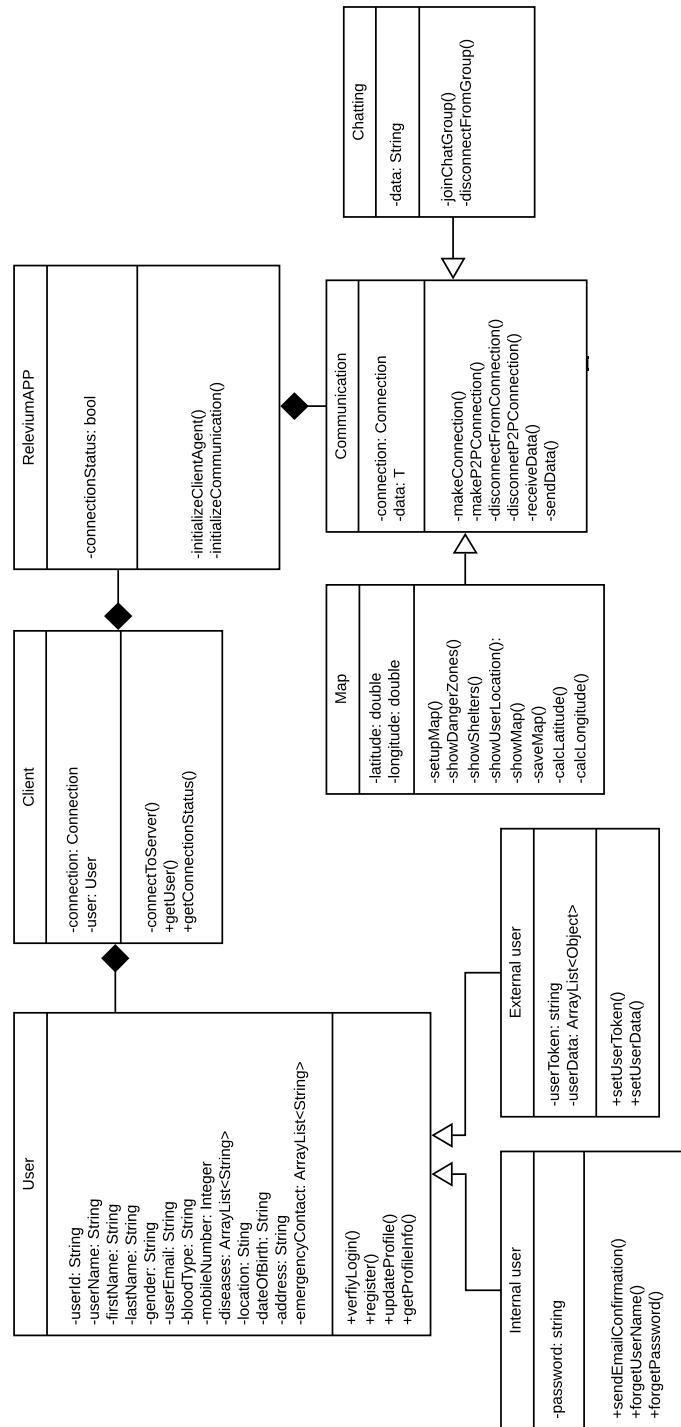 User
-userId: String
-userName: String
-firstName: String
-lastName: String
-gender: String
-userEmail: String
-bloodType: String
-mobileNumber: Integer
-diseases: ArrayList<String>
-location: Sting
-dateOfBirth: String
-address: String
-emergencyContact: ArrayList<String>
+verfiyLogin()
+register()
+updateProfile()
+getProfileInfo()
Client
-connection: Connection
-user: User
-connectToServer()
+getUser()
+getConnectionStatus()
ReleviumAPP
-connectionStatus: bool
-initializeClientAgent()
-initializeCommunication()
Internal user
-password: string
+sendEmailConfirmation()
+forgetUserName()
+forgetPassword()
External user
-userToken: string
-userData: ArrayList<Object>
+setUserToken()
+setUserData()
Map
-latitude: double
-longitude: double
-setupMap()
-showDangerZones()
-showShelters()
-showUserLocation():
-showMap()
-saveMap()
-calcLatitude()
-calcLongitude()
Communication
-connection: Connection
-data: T
-makeConnection()
-makeP2PConnection()
-disconnectFromConnection()
-disconnetP2PConnection()
-receiveData()
-sendData()
Chatting
-data: String
-joinChatGroup()
-disconnectFromGroup()